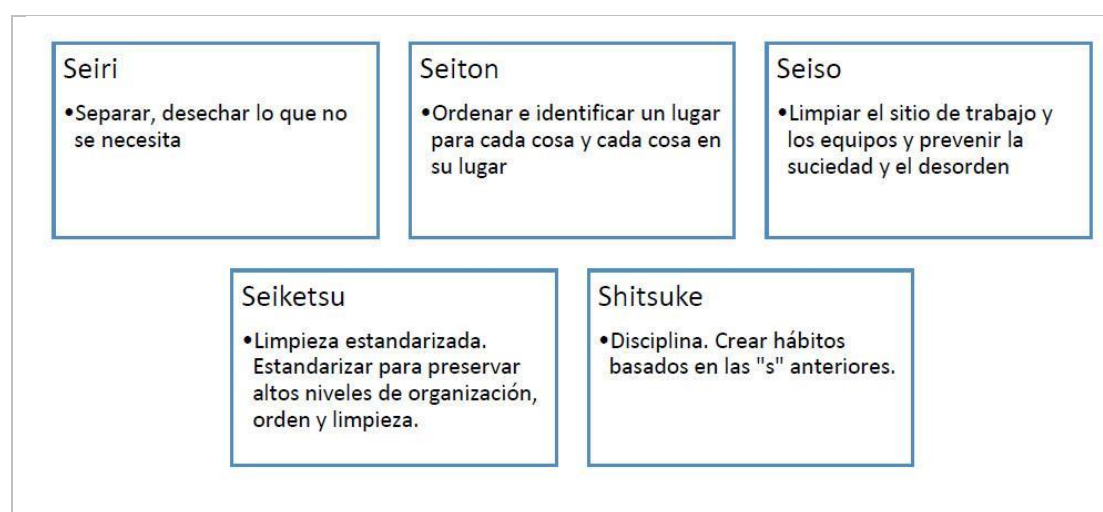 Seiri
•Separar, desechar lo que no
se necesita
Seiton
•Ordenar e identificar un lugar
para cada cosa y cada cosa en
su lugar
Seiso
•Limpiar el sitio de trabajo y
los equipos y prevenir la
suciedad y el desorden
Seiketsu
•Limpieza estandarizada.
Estandarizar para preservar
altos niveles de organización,
orden y limpieza.
Shitsuke
•Disciplina. Crear hábitos
basados en las "s" anteriores.